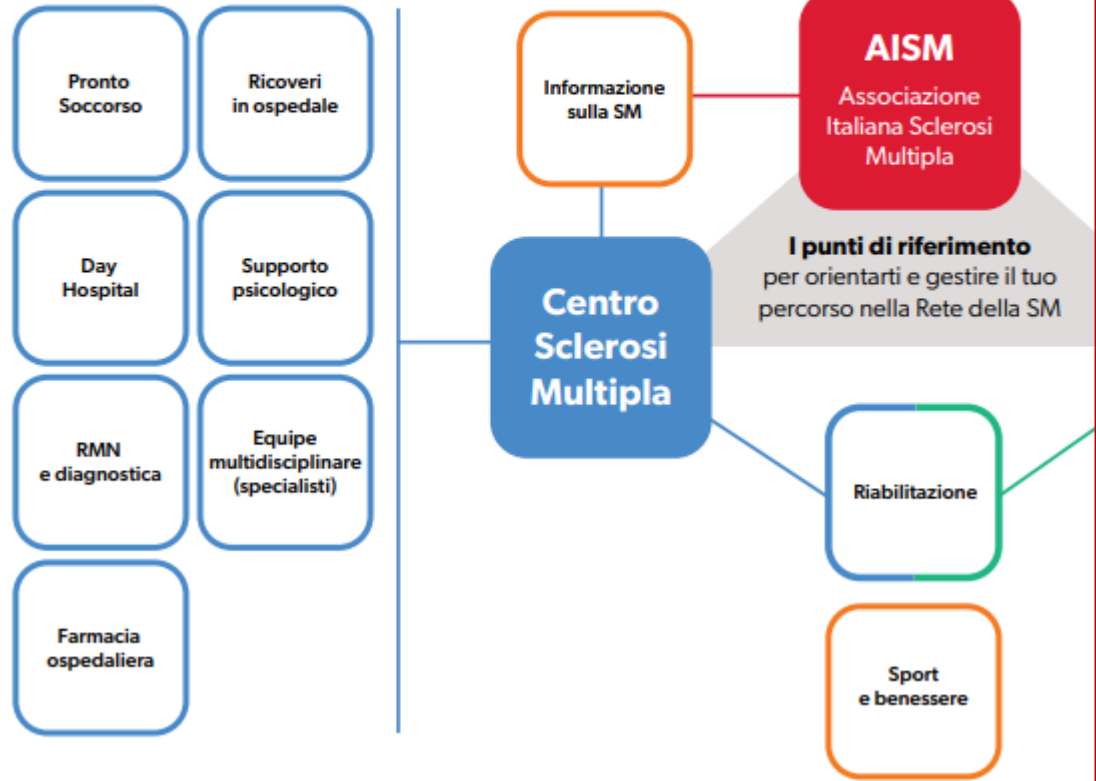 Pronto
Soccorso
Ricoveri
in ospedale
Day
Hospital
Supporto
psicologico
RMN
e diagnostica
Equipe
multidisciplinare
(specialisti)
Farmacia
ospedaliera
Informazione
sulla SM
AISM
Associazione
Italiana Sclerosi
Multipla
I punti di riferimento
per orientarti e gestire il tuo
percorso nella Rete della SM
Centro
Sclerosi
Multipla
Riabilitazione
Sport
e benessere